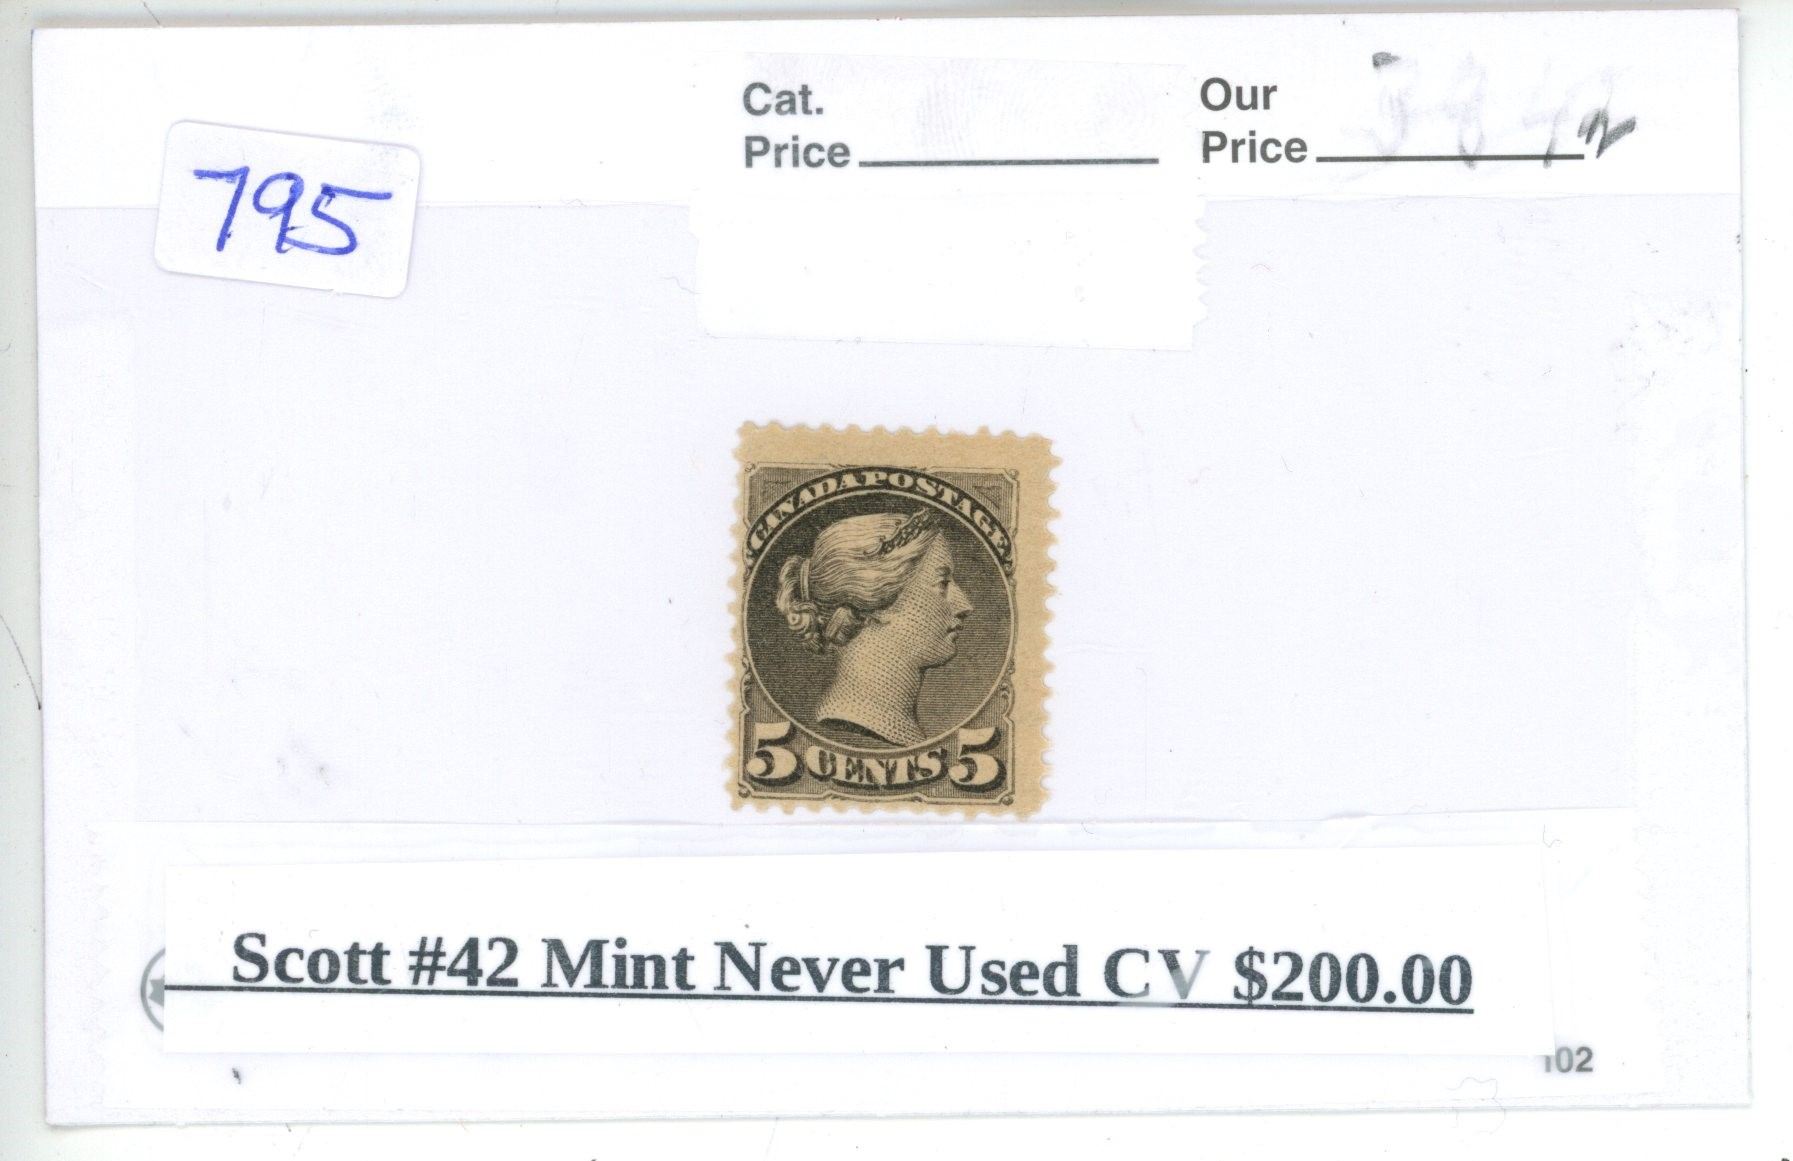 Cat.
Price
Our
Price
795
CANADA POSTAGE
5 CENTS 5
Scott #42 Mint Never Used CV $200.00
102